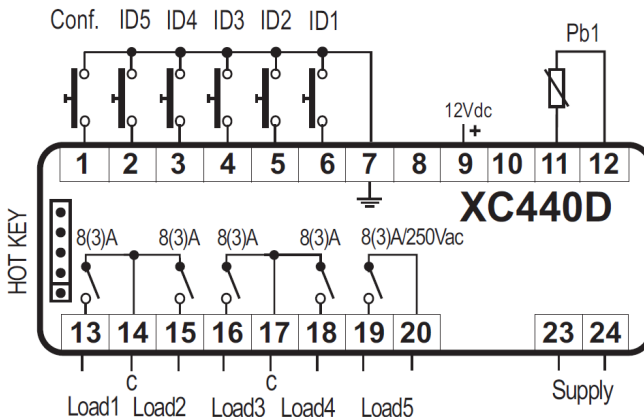 Conf. ID5 ID4 ID3 ID2 ID1
Pb1
12Vdc
+
1 2 3 4 5 6 7 8 9 10 11 12
XC440D
HOT KEY
8(3)A 8(3)A 8(3)A 8(3)A 8(3)A/250Vac
13 14 15 16 17 18 19 20 23 24
c c
Load1 Load2 Load3 Load4 Load5 Supply